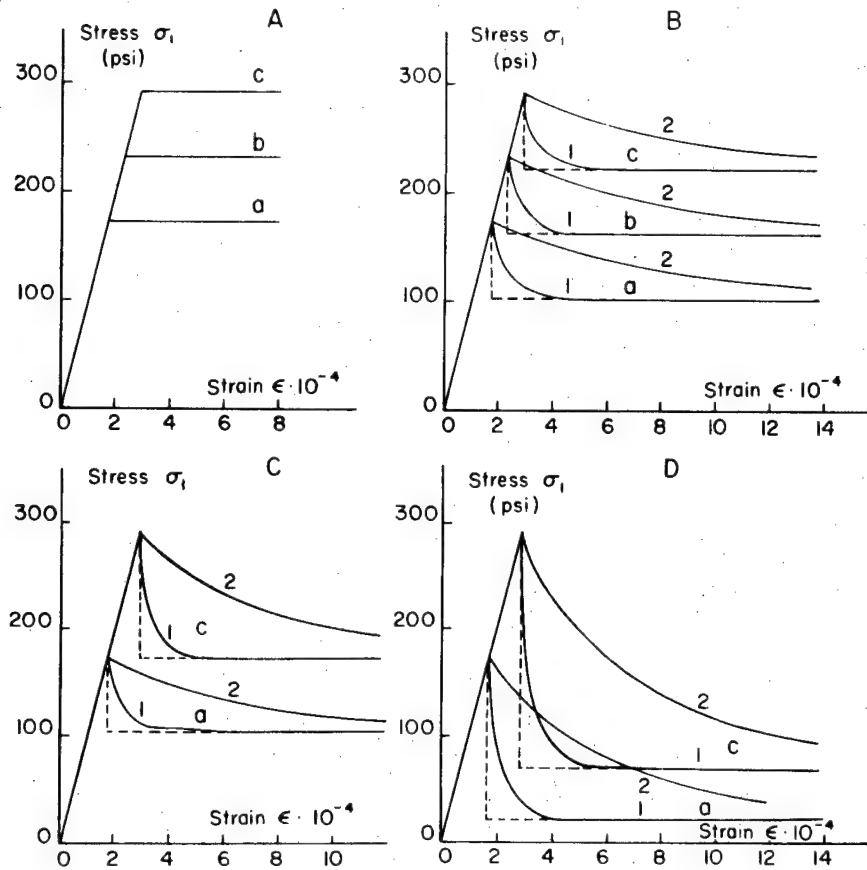 A
Stress σ₁
(psi)
300
c
b
200
a
100
Strain ϵ · 10⁻⁴
0
0 2 4 6 8
B
Stress σ₁
(psi)
300
2
1 c
200
2
1 b
2
1 a
100
Strain ϵ · 10⁻⁴
0
0 2 4 6 8 10 12 14
C
Stress σ₁
300
2
200
1 c
2
1 a
100
Strain ϵ · 10⁻⁴
0
0 2 4 6 8 10
D
Stress σ₁
(psi)
300
200
2
1 c
100
2
1 a
Strain ϵ · 10⁻⁴
0
0 2 4 6 8 10 12 14